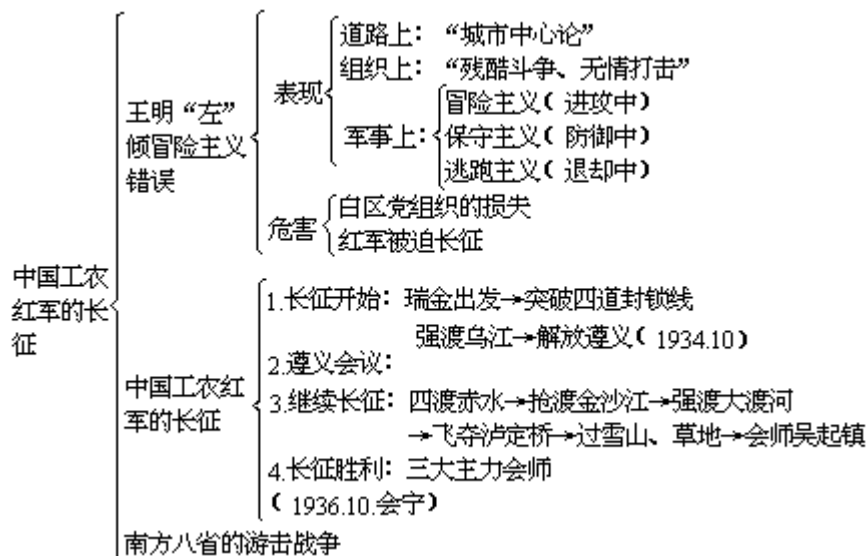 中国工农
红军的长
征
王明“左”
倾冒险主义
错误
表现
道路上：“城市中心论”
组织上：“残酷斗争、无情打击”
军事上：
冒险主义（进攻中）
保守主义（防御中）
逃跑主义（退却中）
危害
白区党组织的损失
红军被迫长征
中国工农红
军的长征
1.长征开始：瑞金出发→突破四道封锁线
强渡乌江→解放遵义（1934.10）
2.遵义会议：
3.继续长征：四渡赤水→抢渡金沙江→强渡大渡河
→飞夺泸定桥→过雪山、草地→会师吴起镇
4.长征胜利：三大主力会师
（1936.10.会宁）
南方八省的游击战争